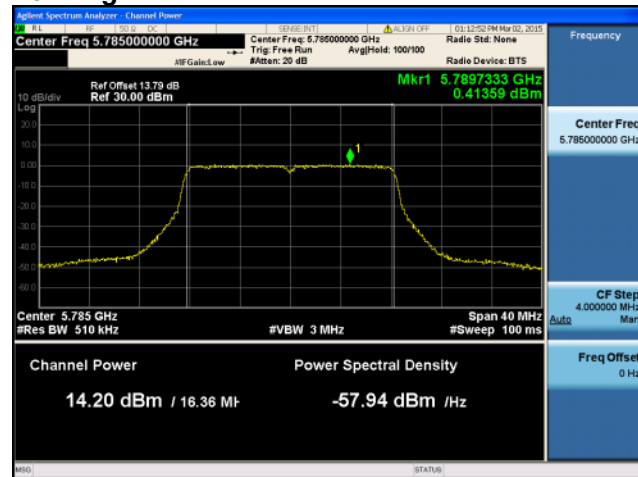 Agilent Spectrum Analyzer - Channel Power
RL RF 50 Ω DC SENSE:INT ALIGN OFF 01:12:52 PM Mar 02, 2015
Center Freq 5.785000000 GHz
Center Freq: 5.785000000 GHz
Radio Std: None
Trig: Free Run Avg|Hold: 100/100
#IFGain:Low #Atten: 20 dB Radio Device: BTS
Frequency
Ref Offset 13.79 dB
10 dB/div Ref 30.00 dBm
Mkr1 5.7897333 GHz
0.41359 dBm
Log
20.0
10.0
0.00
-10.0
-20.0
-30.0
-40.0
-50.0
-60.0
1
Center 5.785 GHz Span 40 MHz
#Res BW 510 kHz #VBW 3 MHz #Sweep 100 ms
Channel Power Power Spectral Density
14.20 dBm / 16.36 MH -57.94 dBm /Hz
Center Freq
5.785000000 GHz
CF Step
4.000000 MHz
Auto Man
Freq Offset
0 Hz
MSG STATUS